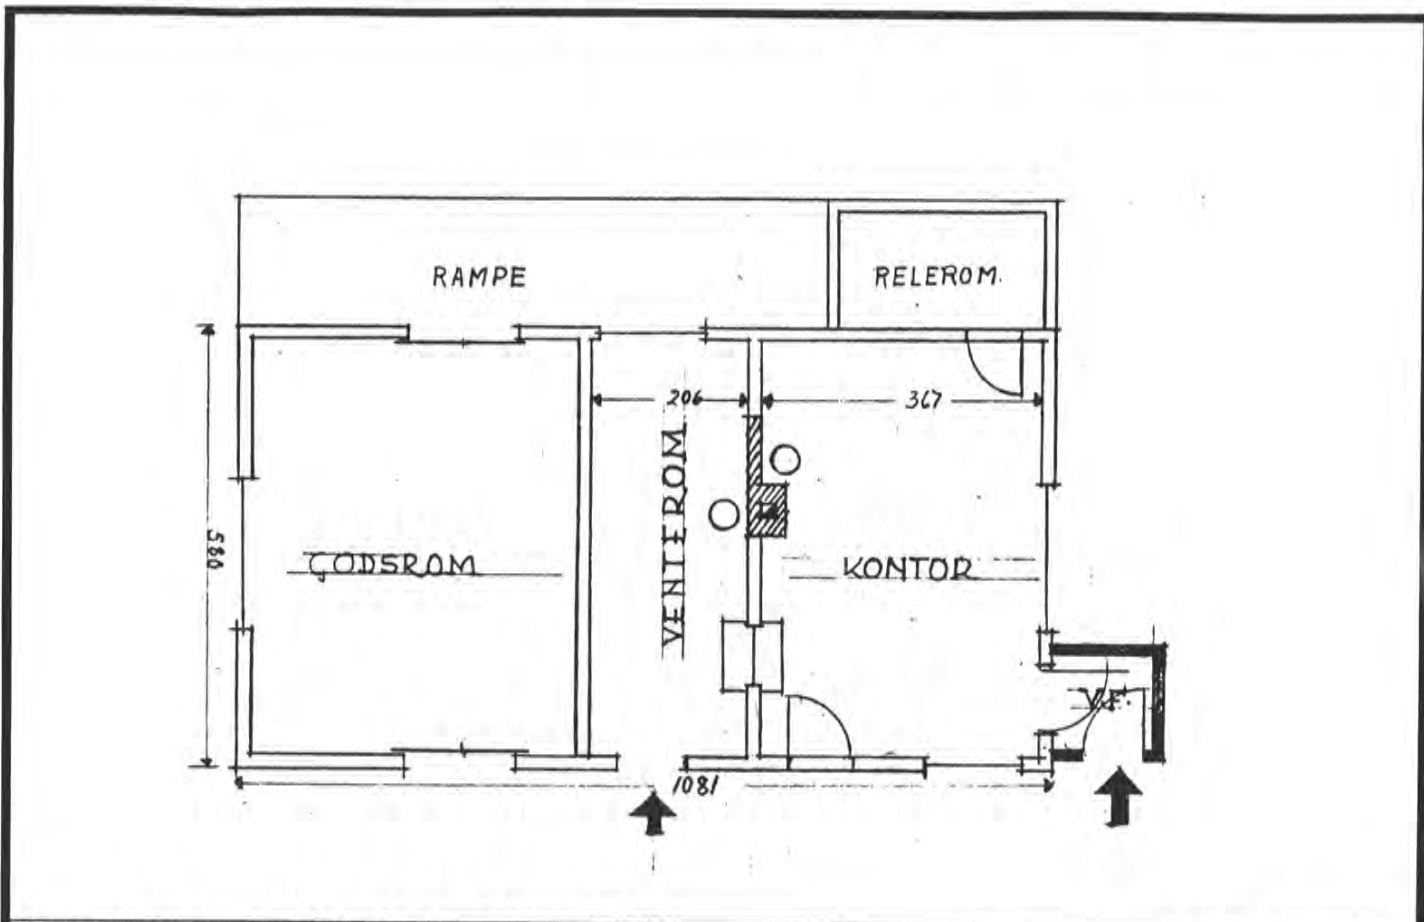 RAMPE
RELEROM.
206
367
580
VENTEROM
GODSROM
KONTOR
V.F.
1081